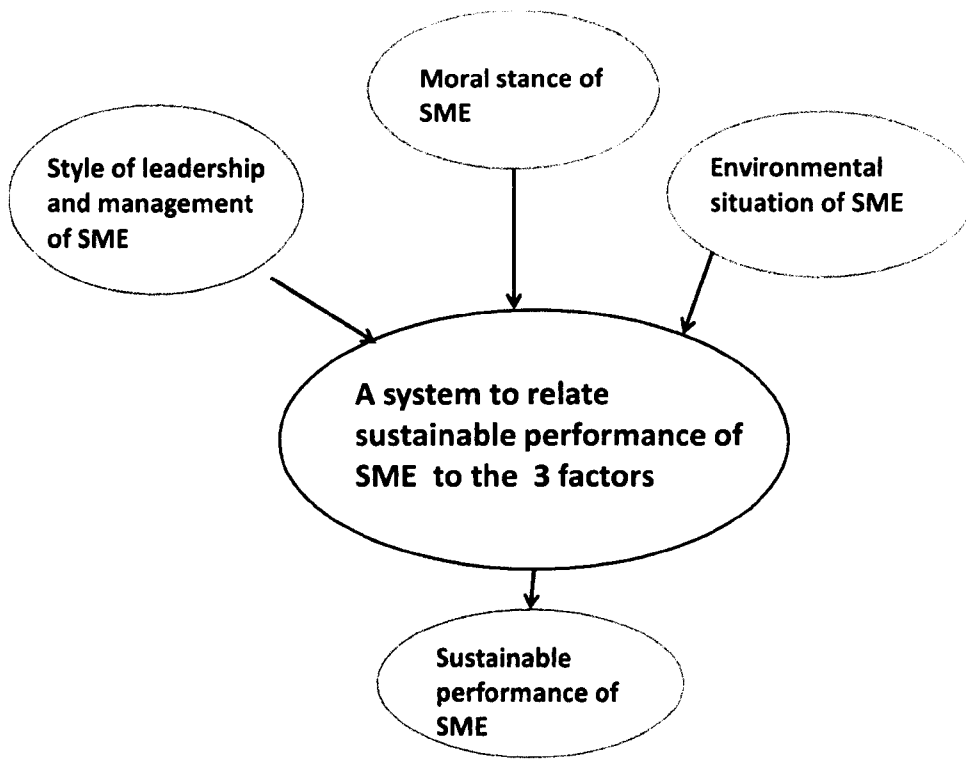 Moral stance of
SME
Style of leadership
and management
of SME
Environmental
situation of SME
A system to relate
sustainable performance of
SME to the 3 factors
Sustainable
performance of
SME